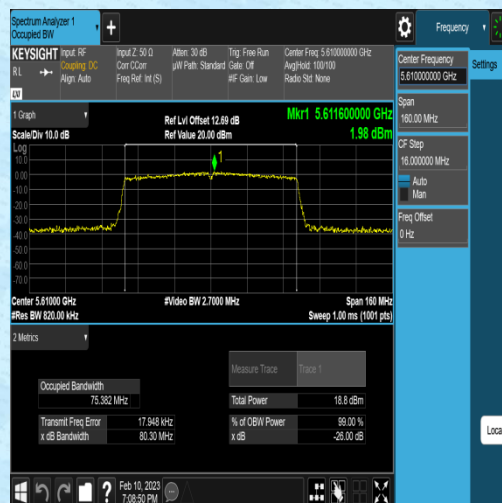 Spectrum Analyzer 1
Occupied BW
Frequency
KEYSIGHT Input: RF Input Z: 50 Ω Atten: 30 dB Trig: Free Run Center Freq: 5.610000000 GHz
RL Coupling: DC Corr CCorr µW Path: Standard Gate: Off Avg|Hold: 100/100
Align: Auto Freq Ref: Int (S) #IF Gain: Low Radio Std: None
LXI
1 Graph
Scale/Div 10.0 dB
Ref Lvl Offset 12.69 dB
Ref Value 20.00 dBm
Mkr1 5.611600000 GHz
1.98 dBm
Log
10.0
0.00
-10.0
-20.0
-30.0
-40.0
-50.0
-60.0
-70.0
1
Center 5.61000 GHz
#Res BW 820.00 kHz
#Video BW 2.7000 MHz
Span 160 MHz
Sweep 1.00 ms (1001 pts)
2 Metrics
Measure Trace Trace 1
Occupied Bandwidth
75.382 MHz
Total Power 18.8 dBm
Transmit Freq Error 17.948 kHz
% of OBW Power 99.00 %
x dB Bandwidth 80.30 MHz
x dB -26.00 dB
Center Frequency
5.610000000 GHz
Settings
Span
160.00 MHz
CF Step
16.000000 MHz
Auto
Man
Freq Offset
0 Hz
Loca
Feb 10, 2023
7:08:50 PM